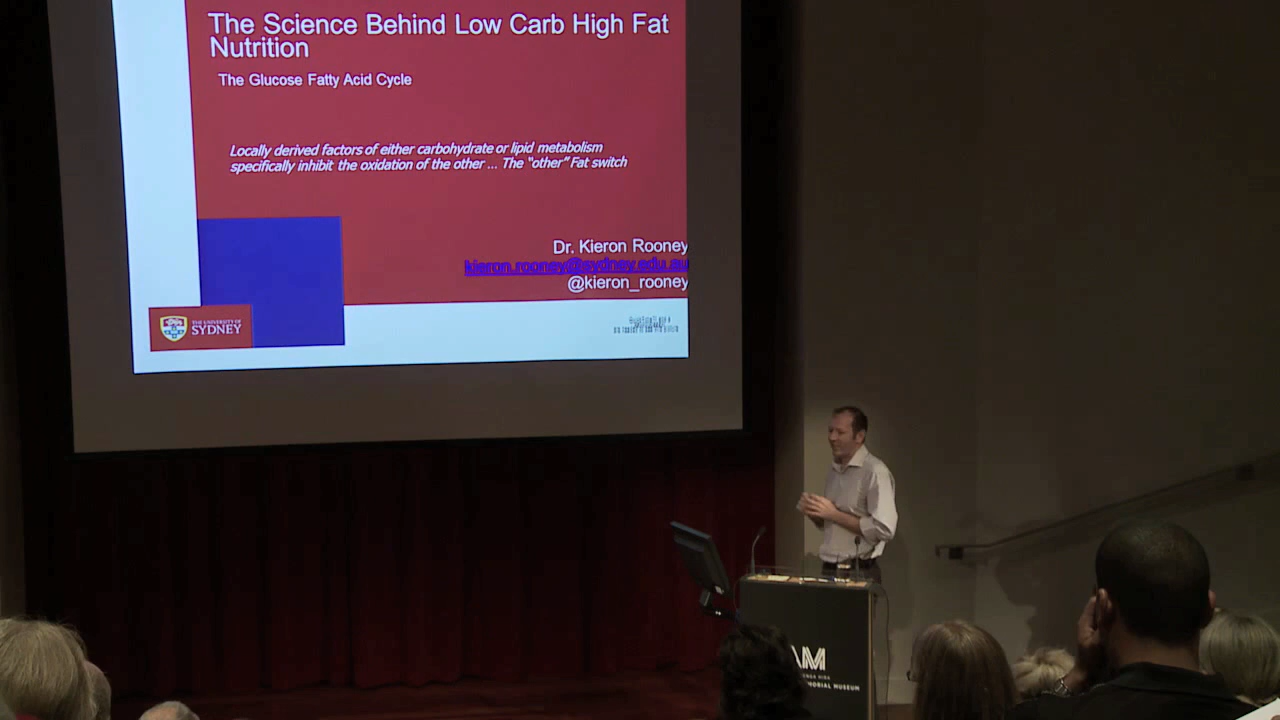 The Science Behind Low Carb High Fat
Nutrition
The Glucose Fatty Acid Cycle
Locally derived factors of either carbohydrate or lipid metabolism
specifically inhibit the oxidation of the other ... The "other" Fat switch
Dr. Kieron Rooney
kieron.rooney@sydney.edu.au
@kieron_rooney
THE UNIVERSITY OF
SYDNEY
AM
MUSEUM